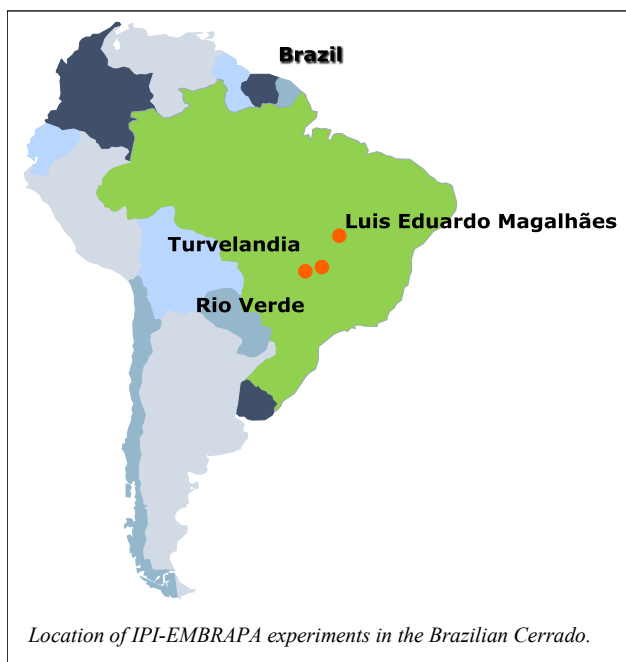 Brazil
Luis Eduardo Magalhães
Turvelandia
Rio Verde
Location of IPI-EMBRAPA experiments in the Brazilian Cerrado.